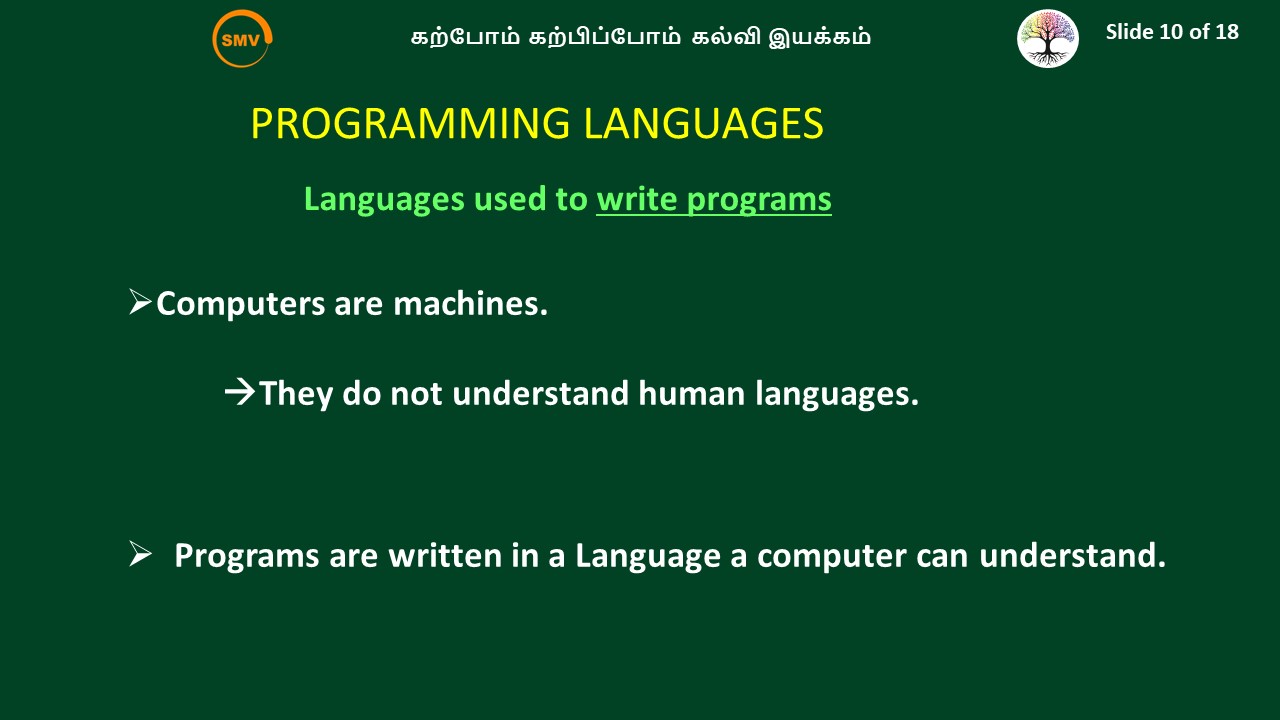 SMV
கற்போம் கற்பிப்போம் கல்வி இயக்கம்
Slide 10 of 18
PROGRAMMING LANGUAGES
Languages used to write programs
➢Computers are machines.
→They do not understand human languages.
➢ Programs are written in a Language a computer can understand.